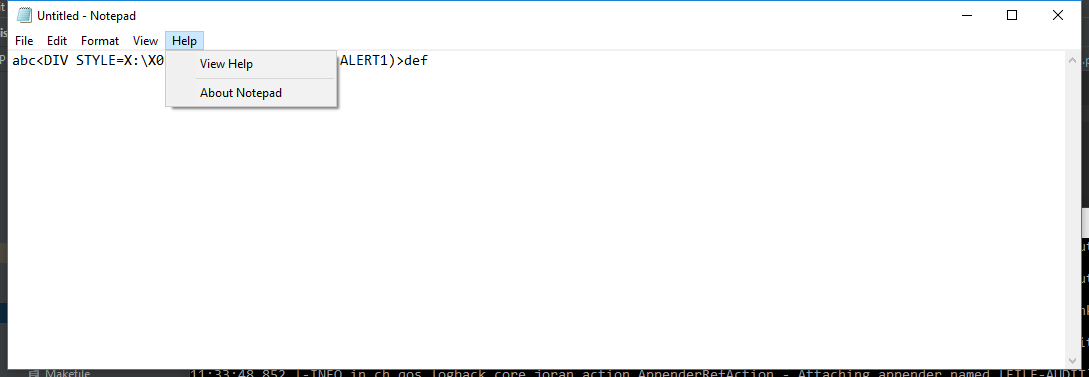 Untitled - Notepad
File Edit Format View Help
abc<DIV STYLE=X:\X0 ALERT1)>def
View Help
About Notepad
Makefile
11:33:48,852 |-INFO in ch.qos.logback.core.joran.action.AppenderRefAction - Attaching appender named [FILE-AUDIT